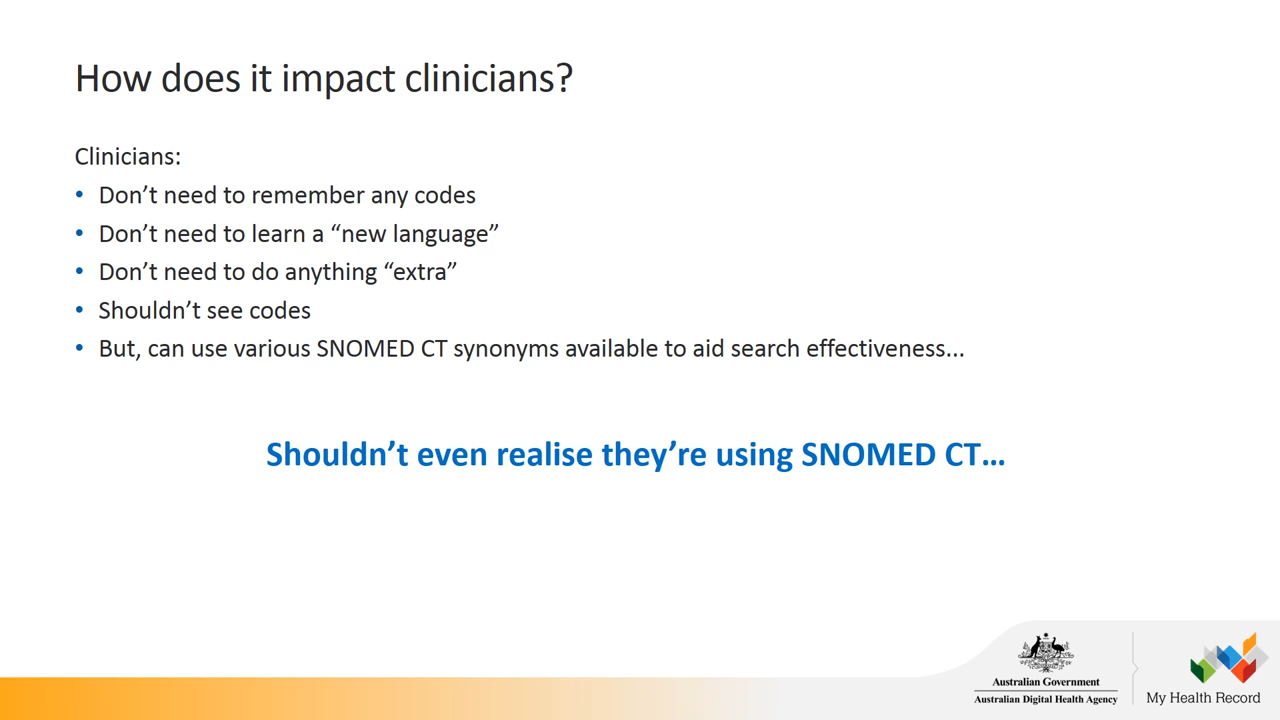 How does it impact clinicians?
Clinicians:
• Don’t need to remember any codes
• Don’t need to learn a “new language”
• Don’t need to do anything “extra”
• Shouldn’t see codes
• But, can use various SNOMED CT synonyms available to aid search effectiveness...
Shouldn’t even realise they’re using SNOMED CT…
Australian Government
Australian Digital Health Agency
My Health Record